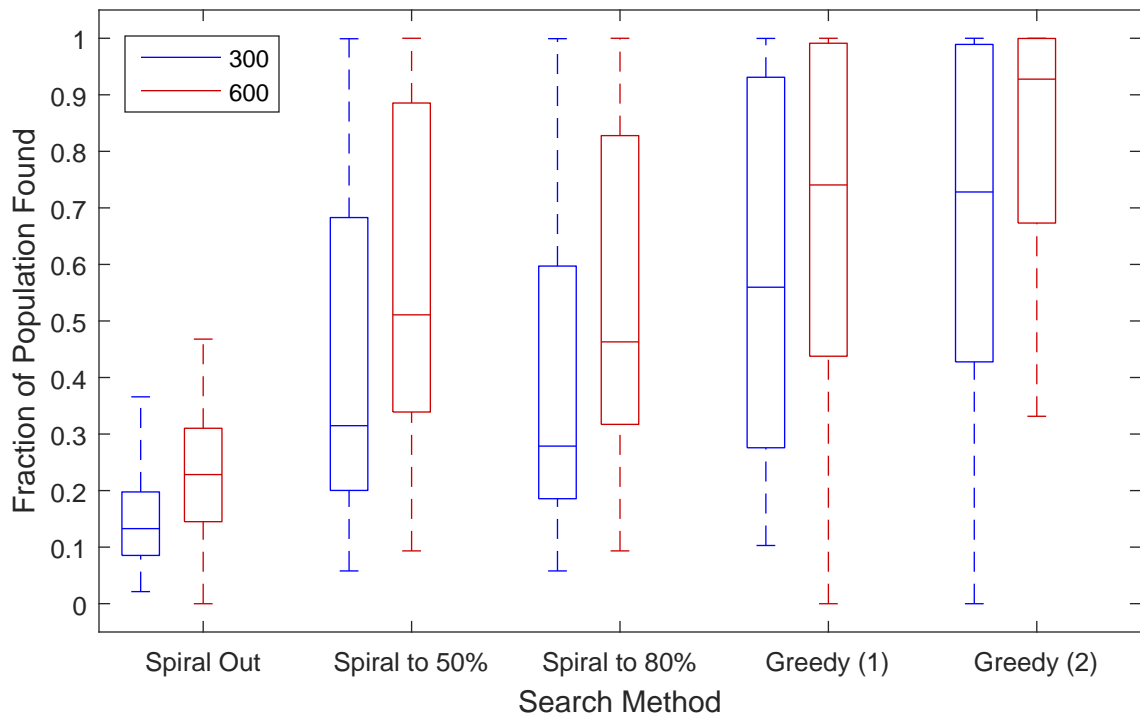 Fraction of Population Found
1
0.9
0.8
0.7
0.6
0.5
0.4
0.3
0.2
0.1
0
300
600
Spiral Out
Spiral to 50%
Spiral to 80%
Greedy (1)
Greedy (2)
Search Method